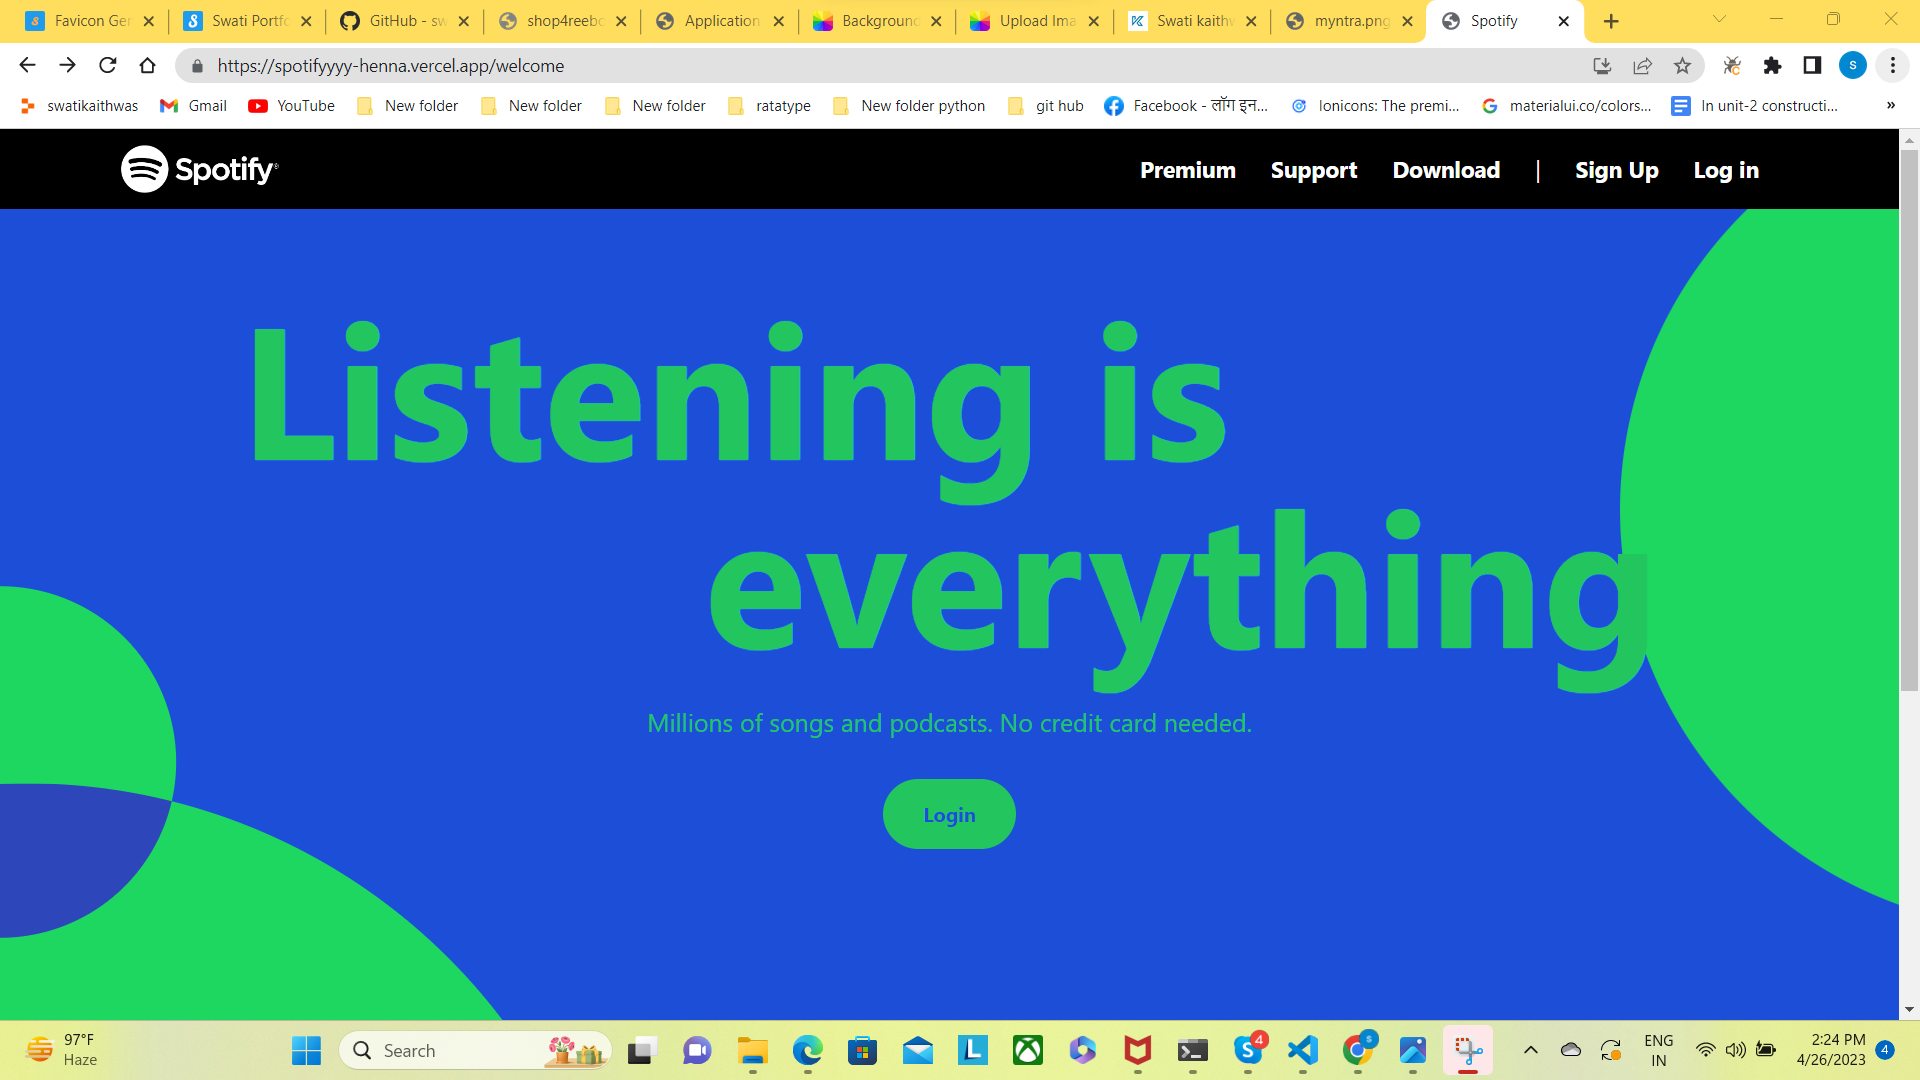 Favicon Ger
Swati Portfo
GitHub - sw
shop4reebo
Application
Background
Upload Ima
Swati kaithw
myntra.png
Spotify
https://spotifyyyy-henna.vercel.app/welcome
S
swatikaithwas
Gmail
YouTube
New folder
New folder
New folder
ratatype
New folder python
git hub
Facebook - लॉग इन...
Ionicons: The premi...
materialui.co/colors...
In unit-2 constructi...
»
Spotify®
Premium
Support
Download
|
Sign Up
Log in
Listening is
everything
Millions of songs and podcasts. No credit card needed.
Login
97°F
Haze
Search
4
S
ENG
IN
2:24 PM
4/26/2023
4